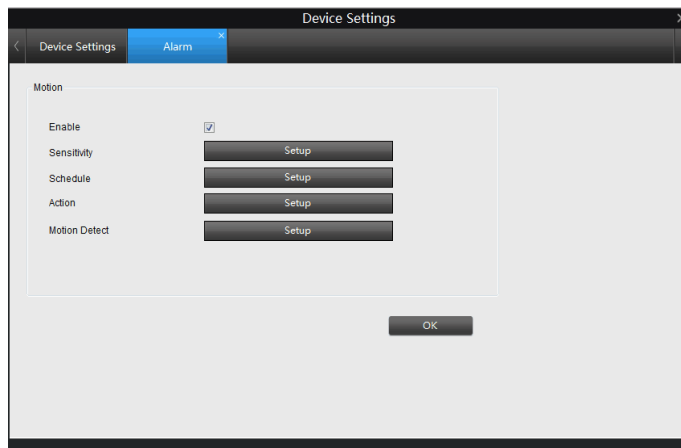 Device Settings
Device Settings Alarm
Motion
Enable
Sensitivity Setup
Schedule Setup
Action Setup
Motion Detect Setup
OK